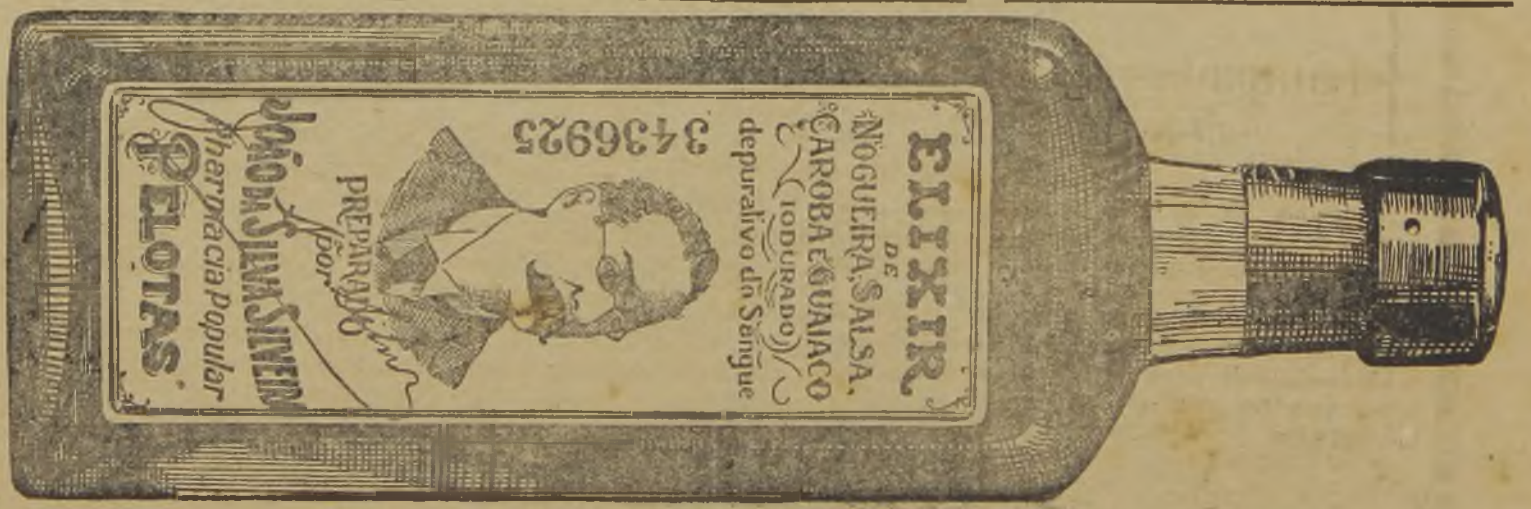 ELIXIR
DE
NOGUEIRA, SALSA,
CAROBA E GUAIACO
(IODURADO)
depurativo do Sangue
3436925
PREPARADO
por
JOÃO DA SILVA SILVEIRA
Pharmacia Popular
PELOTAS